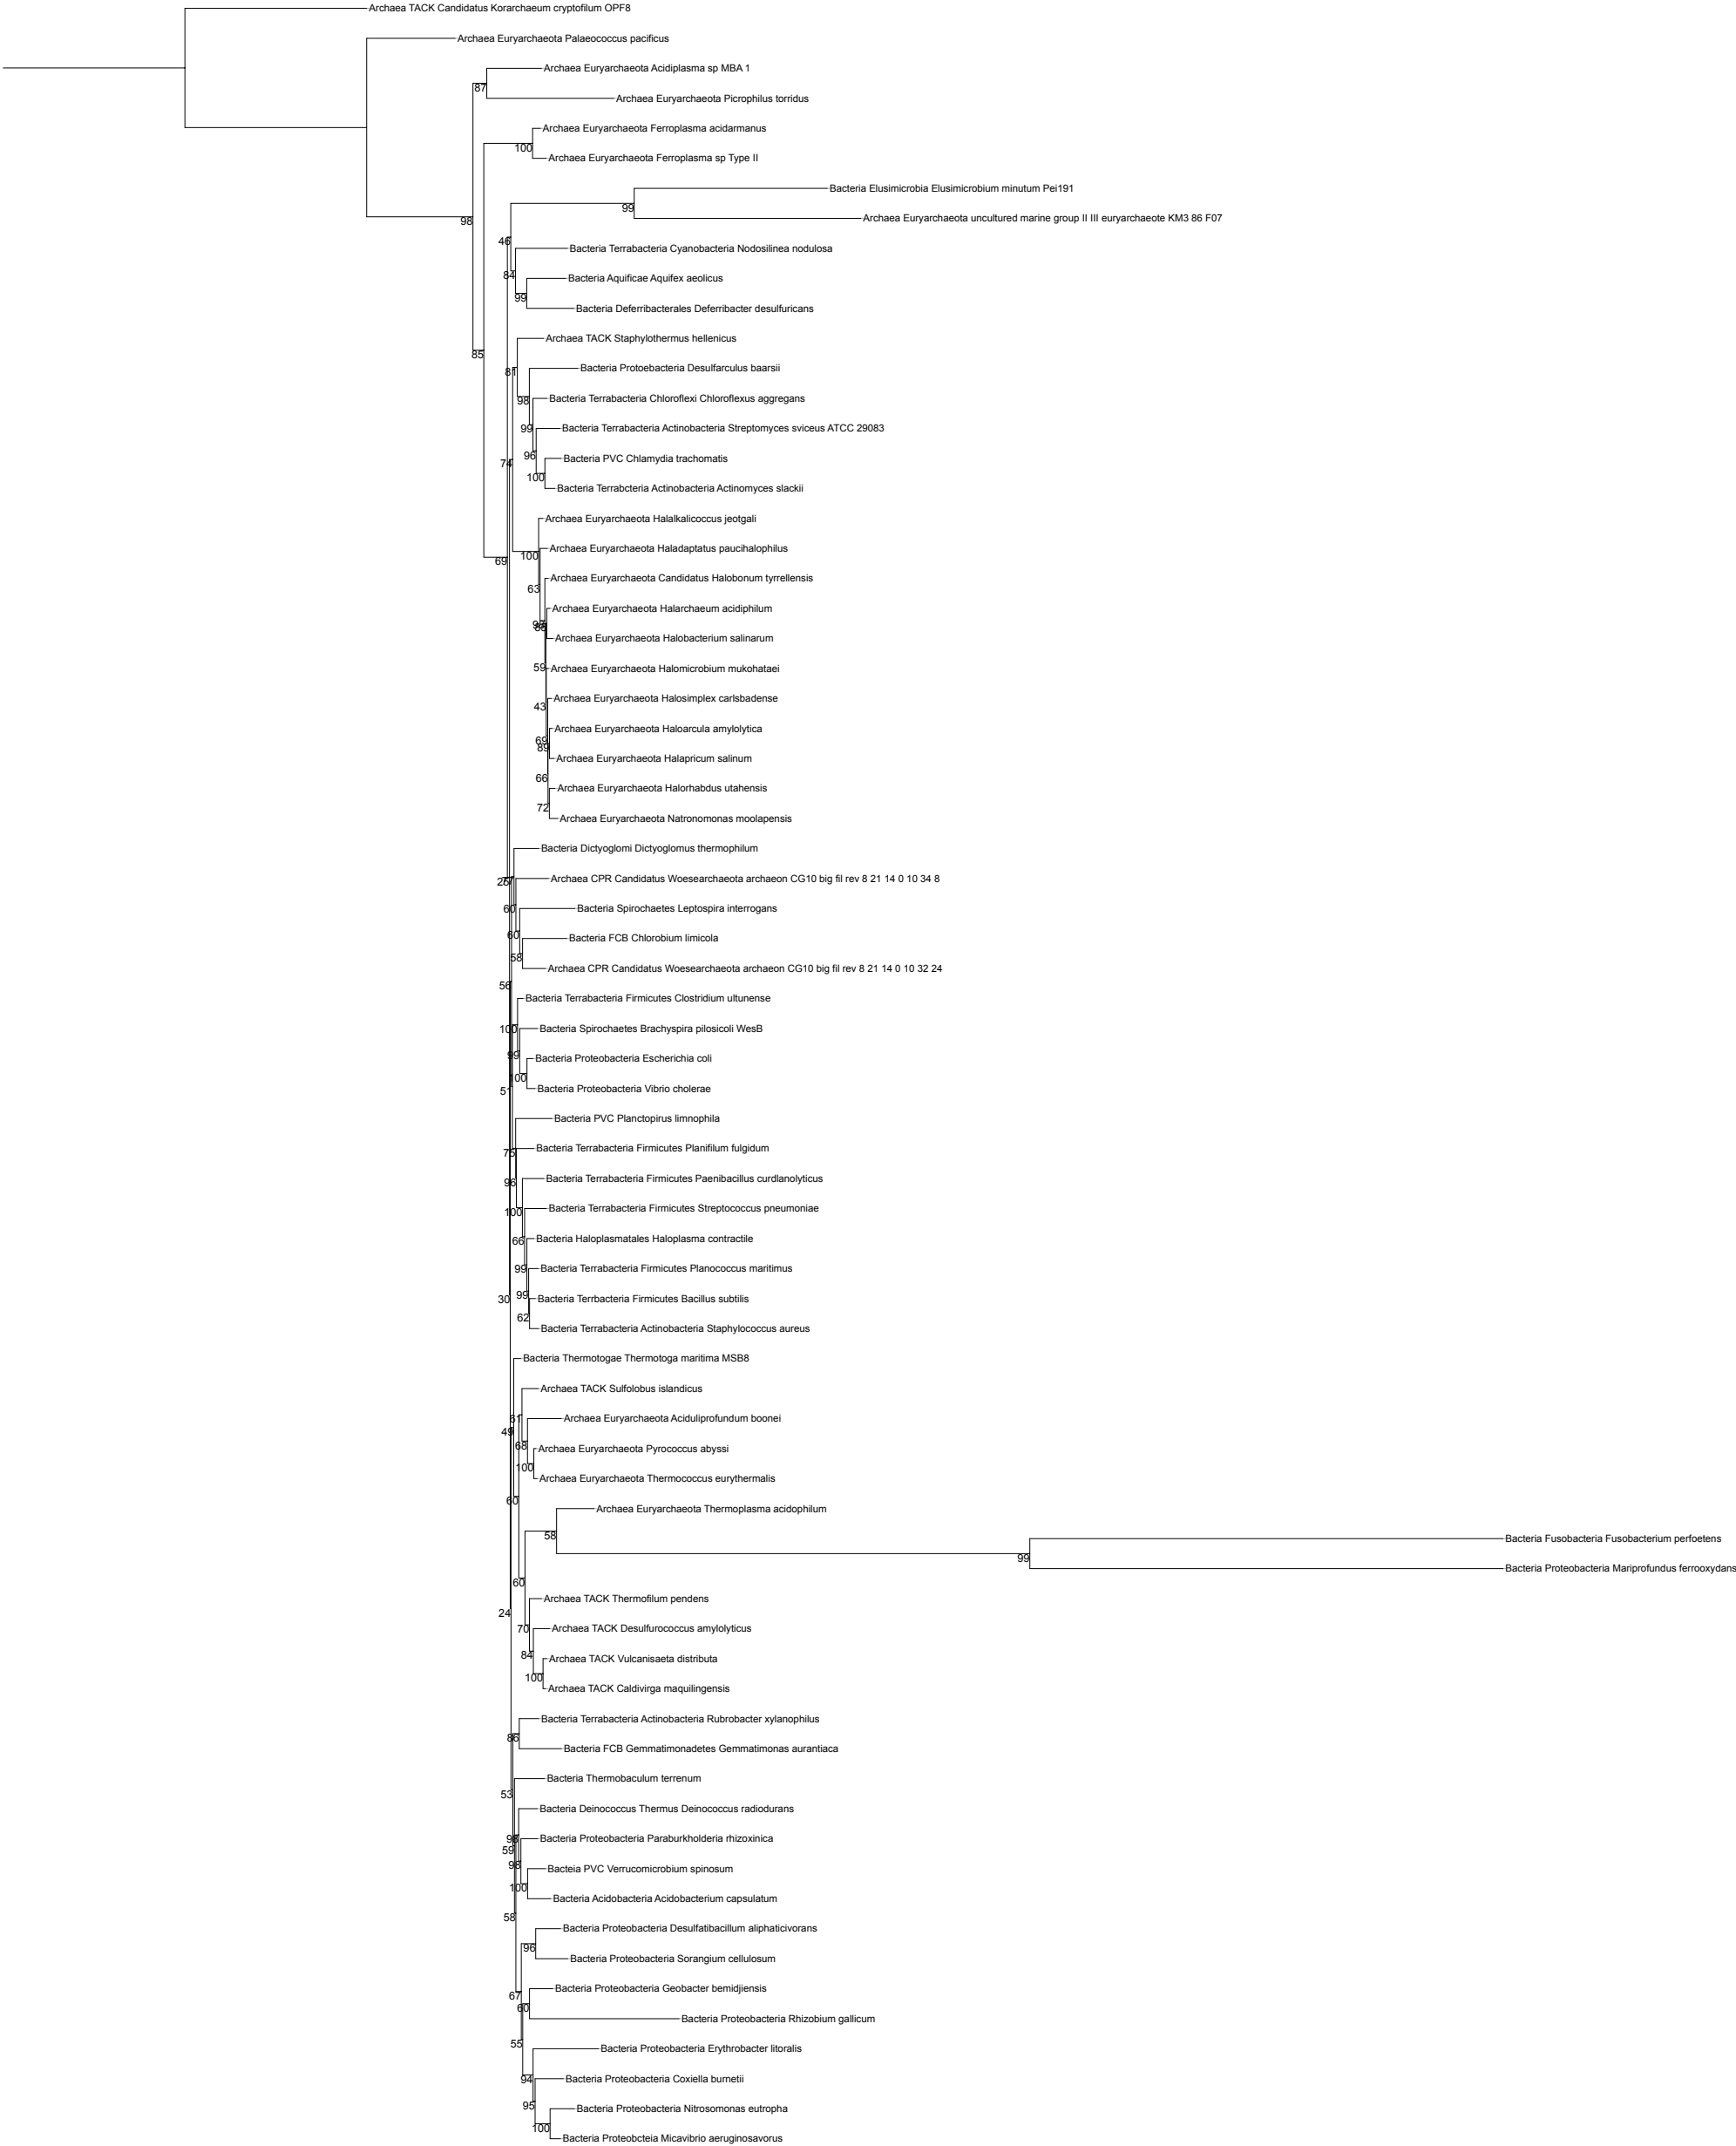 Archaea TACK Candidatus Korarchaeum cryptofilum OPF8
Archaea Euryarchaeota Palaeococcus pacificus
Archaea Euryarchaeota Acidiplasma sp MBA 1
87
Archaea Euryarchaeota Picrophilus torridus
Archaea Euryarchaeota Ferroplasma acidarmanus
100
Archaea Euryarchaeota Ferroplasma sp Type II
Bacteria Elusimicrobia Elusimicrobium minutum Pei191
99
Archaea Euryarchaeota uncultured marine group II III euryarchaeote KM3 86 F07
98
46
Bacteria Terrabacteria Cyanobacteria Nodosilinea nodulosa
84
Bacteria Aquificae Aquifex aeolicus
99
Bacteria Deferribacterales Deferribacter desulfuricans
Archaea TACK Staphylothermus hellenicus
85
81
Bacteria Protoebacteria Desulfarculus baarsii
98
Bacteria Terrabacteria Chloroflexi Chloroflexus aggregans
99
Bacteria Terrabacteria Actinobacteria Streptomyces sviceus ATCC 29083
96
74
Bacteria PVC Chlamydia trachomatis
100
Bacteria Terrabcteria Actinobacteria Actinomyces slackii
Archaea Euryarchaeota Halalkalicoccus jeotgali
100
69
Archaea Euryarchaeota Haladaptatus paucihalophilus
63
Archaea Euryarchaeota Candidatus Halobonum tyrrellensis
Archaea Euryarchaeota Halarchaeum acidiphilum
Archaea Euryarchaeota Halobacterium salinarum
59
Archaea Euryarchaeota Halomicrobium mukohataei
43
Archaea Euryarchaeota Halosimplex carlsbadense
69
Archaea Euryarchaeota Haloarcula amylolytica
89
Archaea Euryarchaeota Halapricum salinum
66
Archaea Euryarchaeota Halorhabdus utahensis
72
Archaea Euryarchaeota Natronomonas moolapensis
Bacteria Dictyoglomi Dictyoglomus thermophilum
Archaea CPR Candidatus Woesearchaeota archaeon CG10 big fil rev 8 21 14 0 10 34 8
60
Bacteria Spirochaetes Leptospira interrogans
60
Bacteria FCB Chlorobium limicola
58
Archaea CPR Candidatus Woesearchaeota archaeon CG10 big fil rev 8 21 14 0 10 32 24
56
Bacteria Terrabacteria Firmicutes Clostridium ultunense
100
Bacteria Spirochaetes Brachyspira pilosicoli WesB
99
Bacteria Proteobacteria Escherichia coli
100
51
Bacteria Proteobacteria Vibrio cholerae
Bacteria PVC Planctopirus limnophila
75
Bacteria Terrabacteria Firmicutes Planifilum fulgidum
96
Bacteria Terrabacteria Firmicutes Paenibacillus curdlanolyticus
100
Bacteria Terrabacteria Firmicutes Streptococcus pneumoniae
66
Bacteria Haloplasmatales Haloplasma contractile
99
Bacteria Terrabacteria Firmicutes Planococcus maritimus
99
30
Bacteria Terrbacteria Firmicutes Bacillus subtilis
62
Bacteria Terrabacteria Actinobacteria Staphylococcus aureus
Bacteria Thermotogae Thermotoga maritima MSB8
Archaea TACK Sulfolobus islandicus
61
49
Archaea Euryarchaeota Aciduliprofundum boonei
68
Archaea Euryarchaeota Pyrococcus abyssi
100
Archaea Euryarchaeota Thermococcus eurythermalis
60
Archaea Euryarchaeota Thermoplasma acidophilum
58
Bacteria Fusobacteria Fusobacterium perfoetens
99
Bacteria Proteobacteria Mariprofundus ferrooxydans
60
Archaea TACK Thermofilum pendens
24
70
Archaea TACK Desulfurococcus amylolyticus
84
Archaea TACK Vulcanisaeta distributa
100
Archaea TACK Caldivirga maquilingensis
Bacteria Terrabacteria Actinobacteria Rubrobacter xylanophilus
86
Bacteria FCB Gemmatimonadetes Gemmatimonas aurantiaca
Bacteria Thermobaculum terrenum
53
Bacteria Deinococcus Thermus Deinococcus radiodurans
Bacteria Proteobacteria Paraburkholderia rhizoxinica
59
98
Bacteia PVC Verrucomicrobium spinosum
100
Bacteria Acidobacteria Acidobacterium capsulatum
58
Bacteria Proteobacteria Desulfatibacillum aliphaticivorans
96
Bacteria Proteobacteria Sorangium cellulosum
Bacteria Proteobacteria Geobacter bemidjiensis
67
60
Bacteria Proteobacteria Rhizobium gallicum
55
Bacteria Proteobacteria Erythrobacter litoralis
94
Bacteria Proteobacteria Coxiella burnetii
95
Bacteria Proteobacteria Nitrosomonas eutropha
100
Bacteria Proteobcteia Micavibrio aeruginosavorus